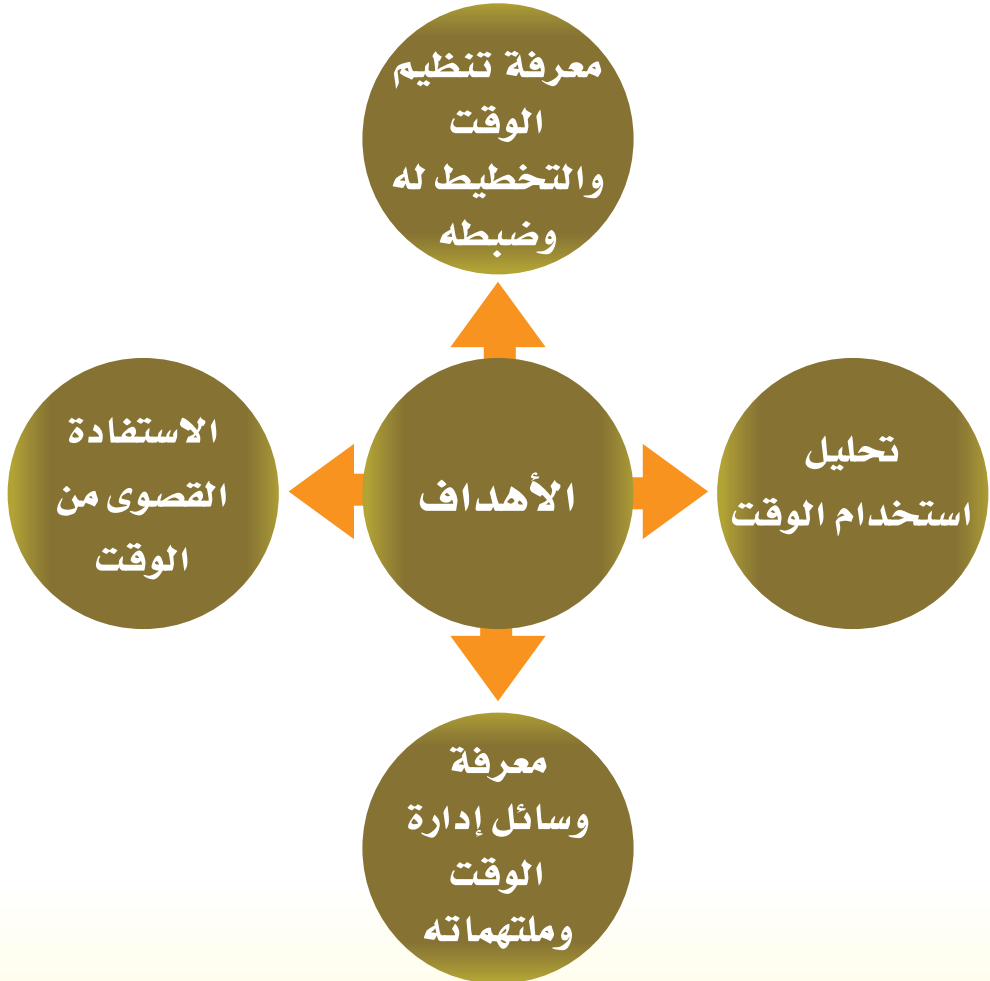 معرفة تنظيم
الوقت
والتخطيط له
وضبطه
تحليل
استخدام الوقت
الأهداف
الاستفادة
القصوى من
الوقت
معرفة
وسائل إدارة
الوقت
وملتهماته